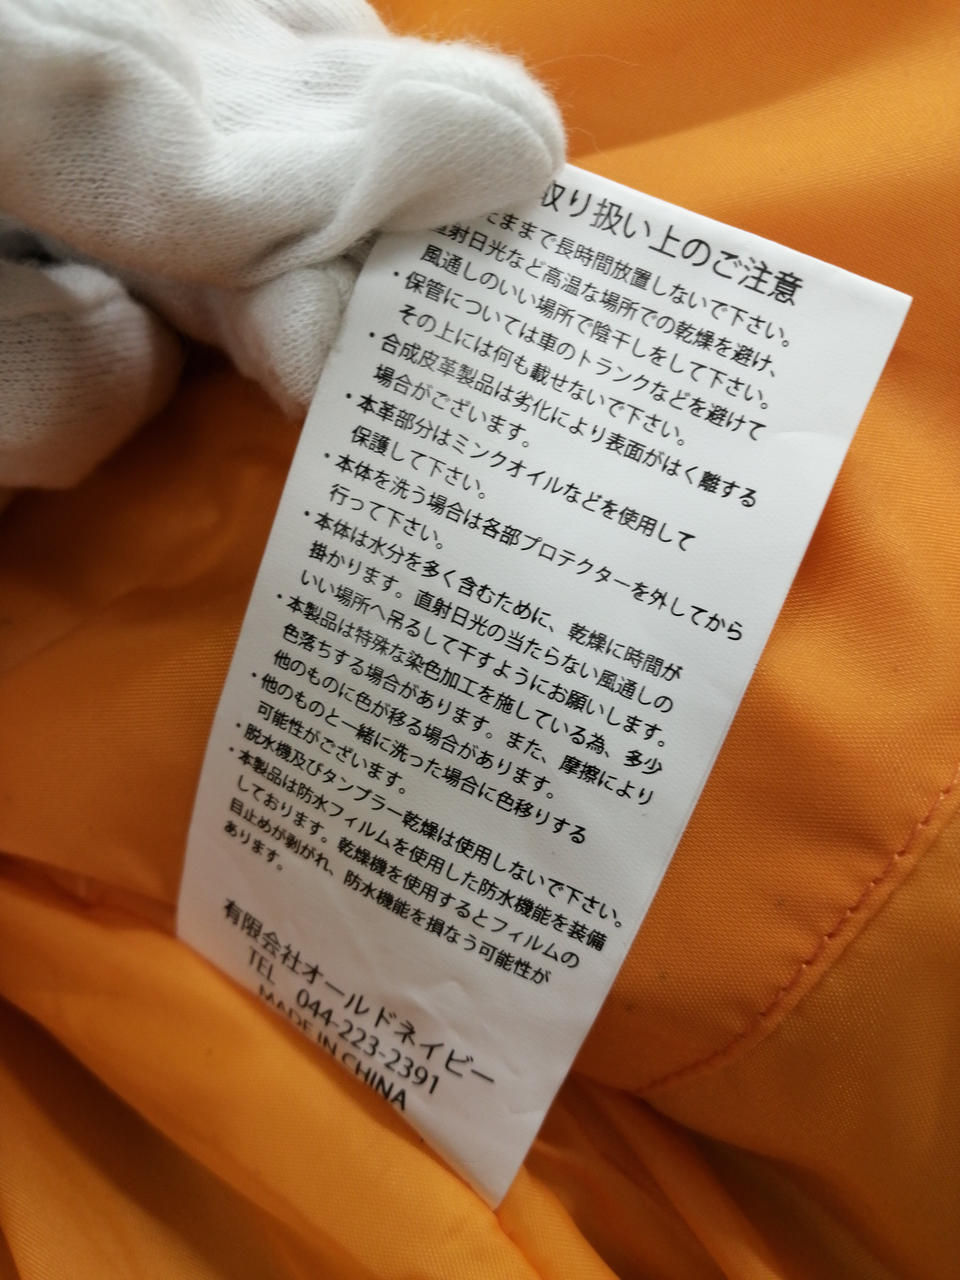 取り扱い上のご注意
たままで長時間放置しないで下さい。
直射日光など高温な場所での乾燥を避け、
風通しのいい場所で陰干しをして下さい。
・保管については車のトランクなどを避けて
その上には何も載せないで下さい。
・合成皮革製品は劣化により表面がはく離する
場合がございます。
・本革部分はミンクオイルなどを使用して
保護して下さい。
・本体を洗う場合は各部プロテクターを外してから
行って下さい。
・本体は水分を多く含むために、乾燥に時間が
掛かります。直射日光の当たらない風通しの
いい場所へ吊るして干すようにお願いします。
・本製品は特殊な染色加工を施している為、多少
色落ちする場合があります。また、摩擦により
他のものに色が移る場合があります。
・他のものと一緒に洗った場合に色移りする
可能性がございます。
・脱水機及びタンブラー乾燥は使用しないで下さい。
・本製品は防水フィルムを使用した防水機能を装備
しております。乾燥機を使用するとフィルムの
目止めが剥がれ、防水機能を損なう可能性が
あります。
有限会社オールドネイビー
TEL 044-223-2391
MADE IN CHINA